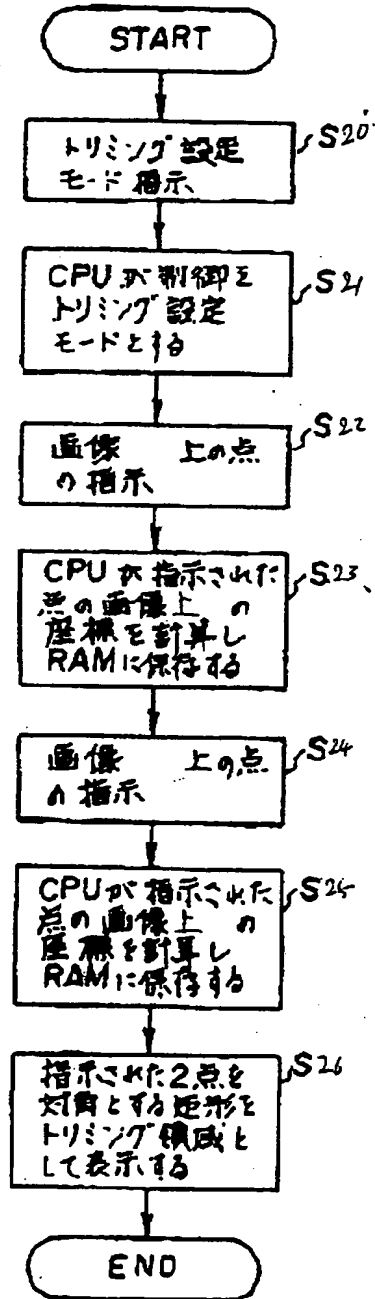 START
トリミング設定
モード指示
S20
CPUが制御を
トリミング設定
モードとする
S21
画像 上の点
の指示
S22
CPUが指示された
点の画像上 の
座標を計算し
RAMに保存する
S23
画像 上の点
の指示
S24
CPUが指示された
点の画像上 の
座標を計算し
RAMに保存する
S25
指示された2点を
対角とする矩形を
トリミング領域と
して表示する
S26
END